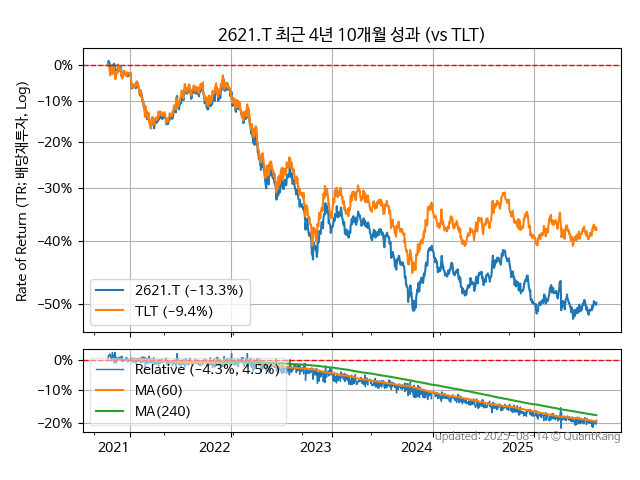 2621.T 최근 4년 10개월 성과 (vs TLT)
Rate of Return (TR: 배당재투자, Log)
0%
−10%
−20%
−30%
−40%
−50%
2621.T (−13.3%)
TLT (−9.4%)
0%
−10%
−20%
Relative (−4.3%, 4.5%)
MA(60)
MA(240)
2021
2022
2023
2024
2025
Updated: 2025-08-14 © QuantKang